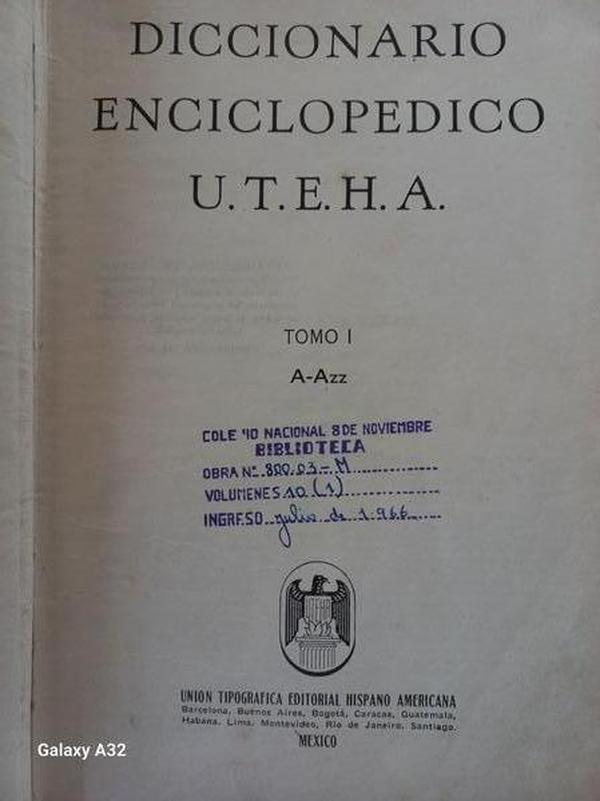 DICCIONARIO
ENCICLOPEDICO
U.T.E.H.A.
TOMO I
A-Azz
COLE IO NACIONAL 8 DE NOVIEMBRE
BIBLIOTECA
OBRA Nº 800.03-M
VOLUMENES 10 (1)
INGRESO julio de 1.966
UNION TIPOGRAFICA EDITORIAL HISPANO AMERICANA
Barcelona, Buenos Aires, Bogotá, Caracas, Guatemala,
Habana, Lima, Montevideo, Río de Janeiro, Santiago.
MEXICO
Galaxy A32